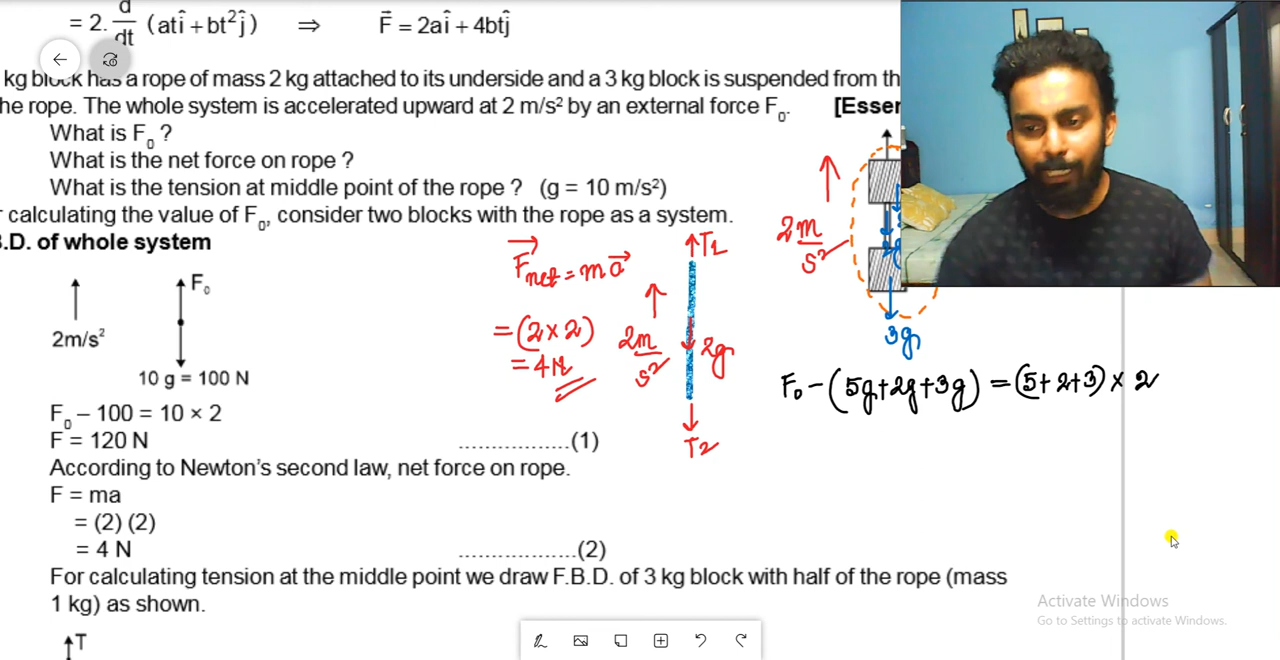 = 2. d/dt (atî + bt²ĵ) ⇒ F⃗ = 2aî + 4btĵ
kg block has a rope of mass 2 kg attached to its underside and a 3 kg block is suspended from th
he rope. The whole system is accelerated upward at 2 m/s² by an external force F₀. [Esser
What is F₀ ?
What is the net force on rope ?
What is the tension at middle point of the rope ? (g = 10 m/s²)
r calculating the value of F₀, consider two blocks with the rope as a system.
B.D. of whole system
F₀
2m/s²
10 g = 100 N
F₀ – 100 = 10 × 2
F = 120 N ..................(1)
According to Newton's second law, net force on rope.
F = ma
= (2) (2)
= 4 N ..................(2)
For calculating tension at the middle point we draw F.B.D. of 3 kg block with half of the rope (mass
1 kg) as shown.
T
F⃗net = ma⃗
= (2 × 2)
= 4N
2m/s²
T1
2g
T2
2m/s²
2g
3g
F₀ – (5g + 2g + 3g) = (5 + 2 + 3) × 2
Activate Windows
Go to Settings to activate Windows.